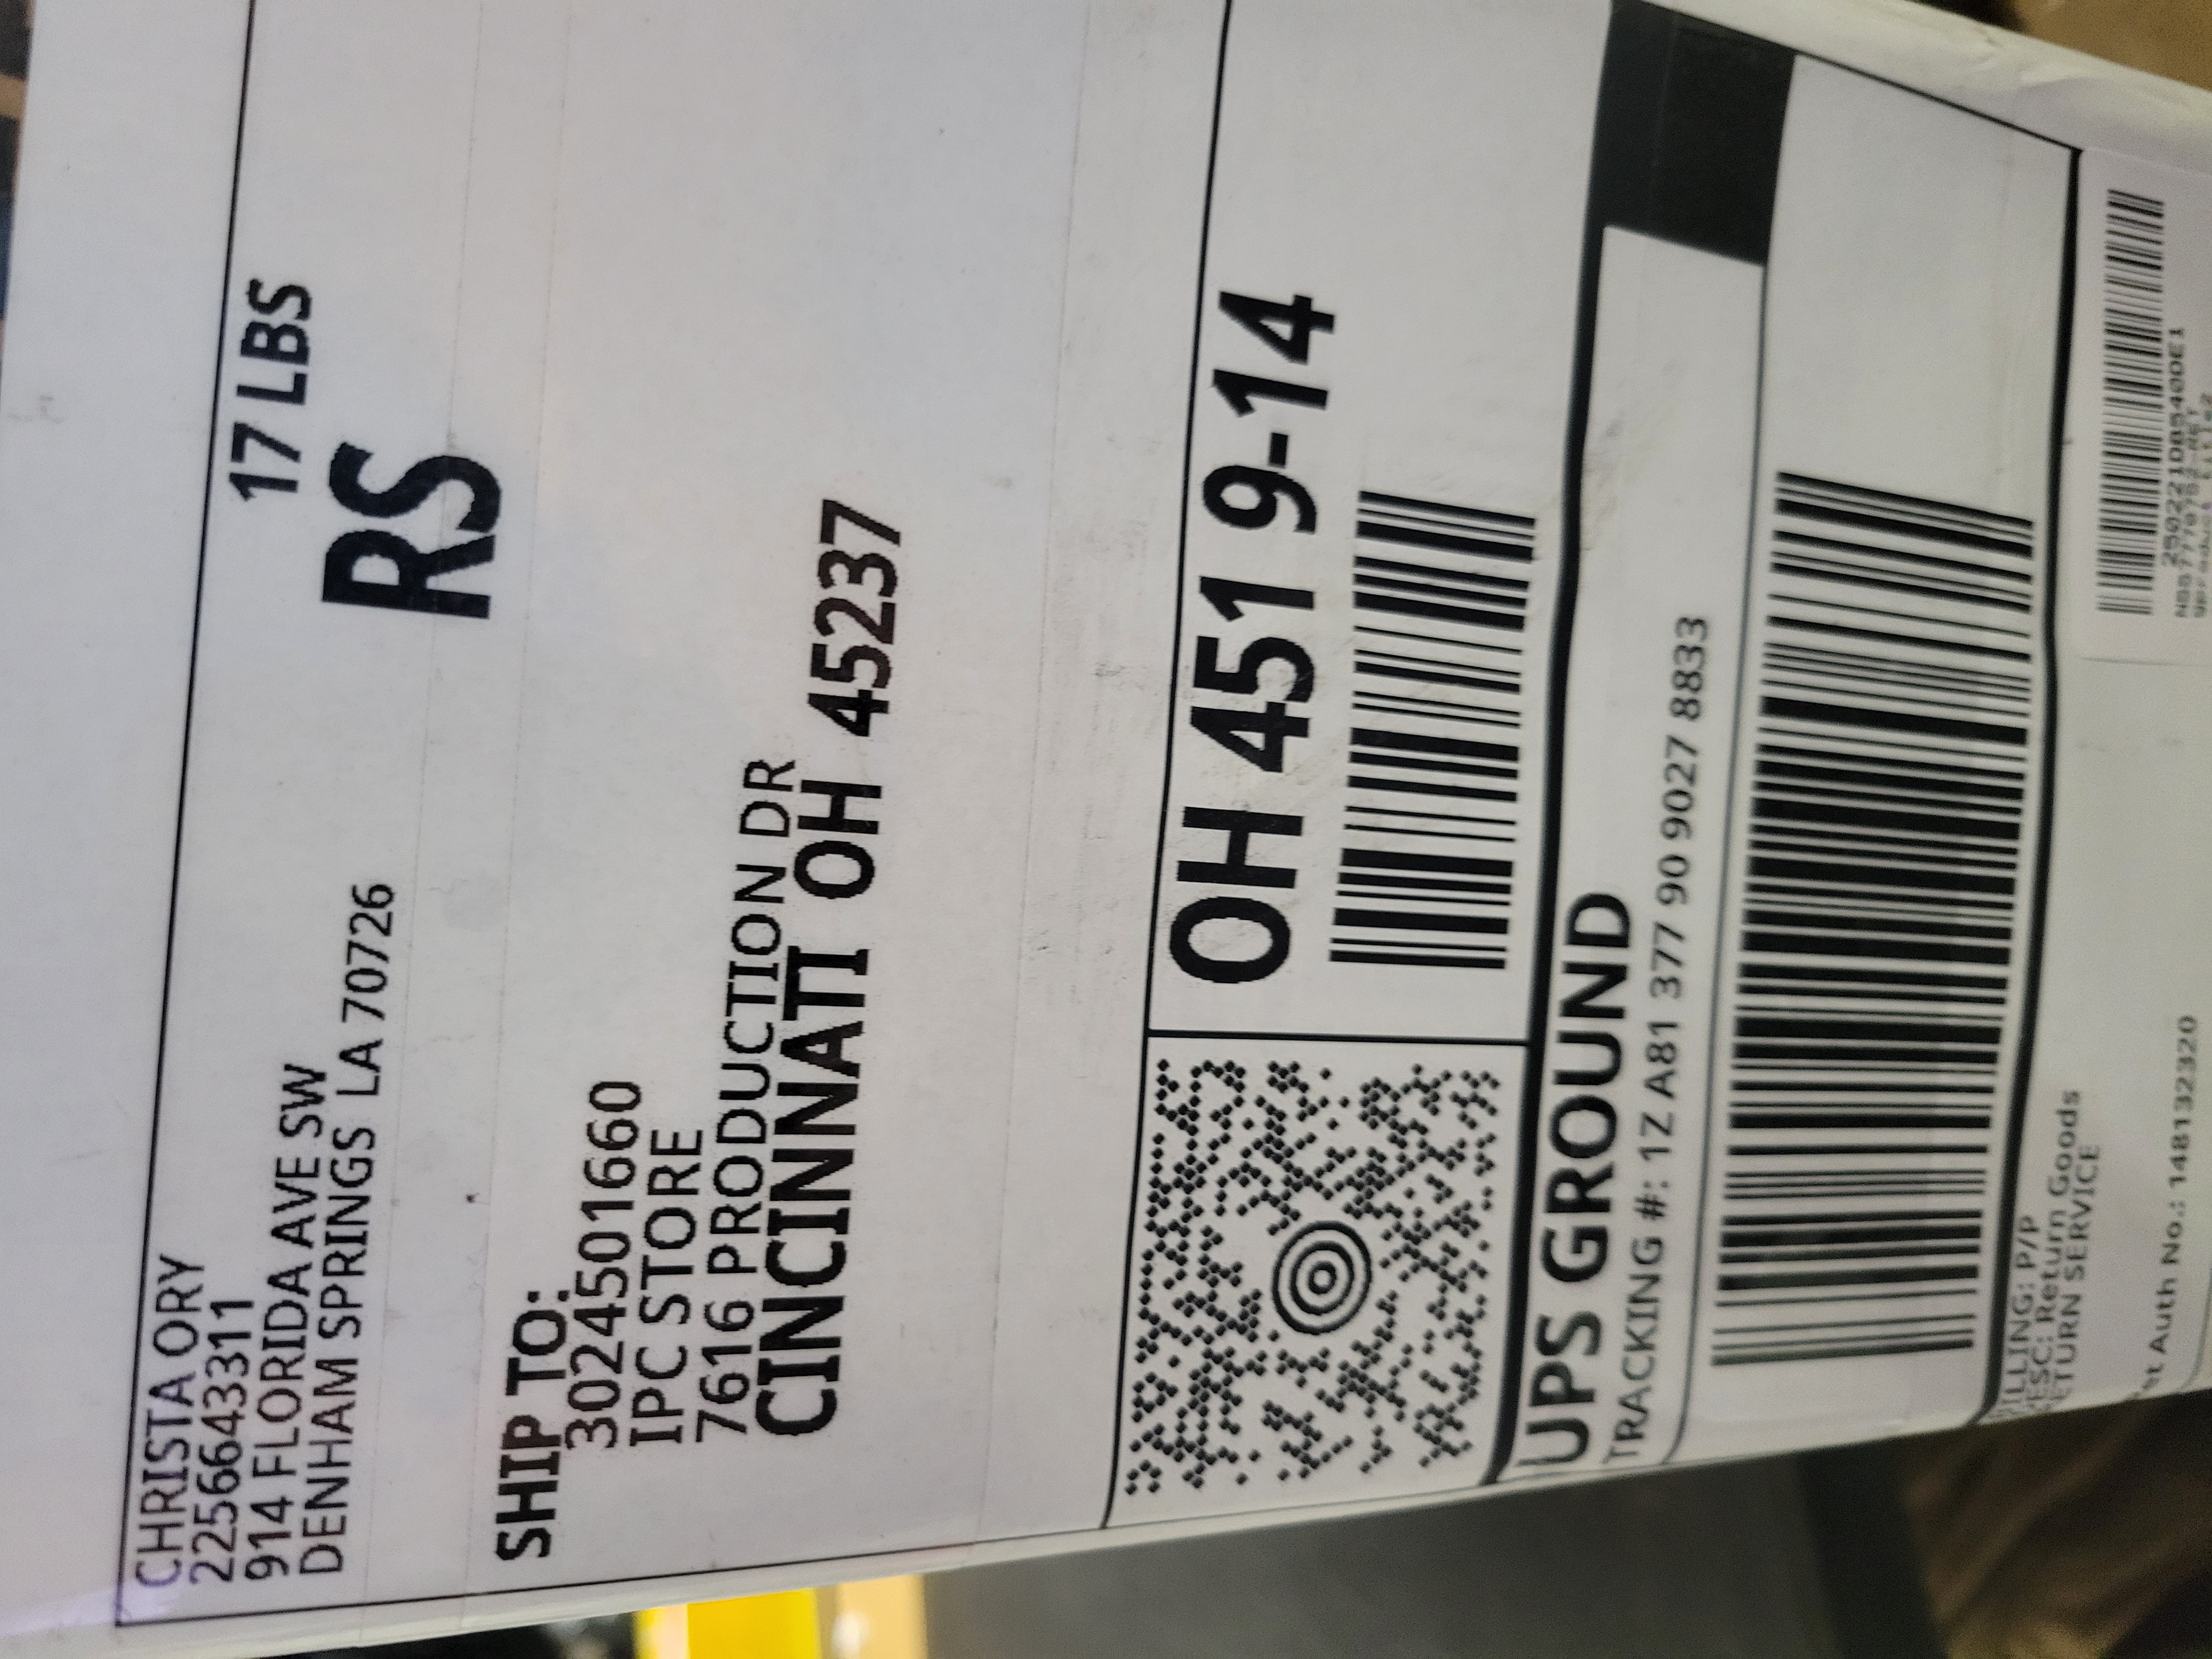 CHRISTA ORY
2256643311
914 FLORIDA AVE SW
DENHAM SPRINGS LA 70726
17 LBS
RS
SHIP TO:
3024501660
IPC STORE
7616 PRODUCTION DR
CINCINNATI OH 45237
OH 451 9-14
UPS GROUND
TRACKING #: 1Z A81 377 90 9027 8833
BILLING: P/P
DESC: Return Goods
RETURN SERVICE
Auth No.: 148132320